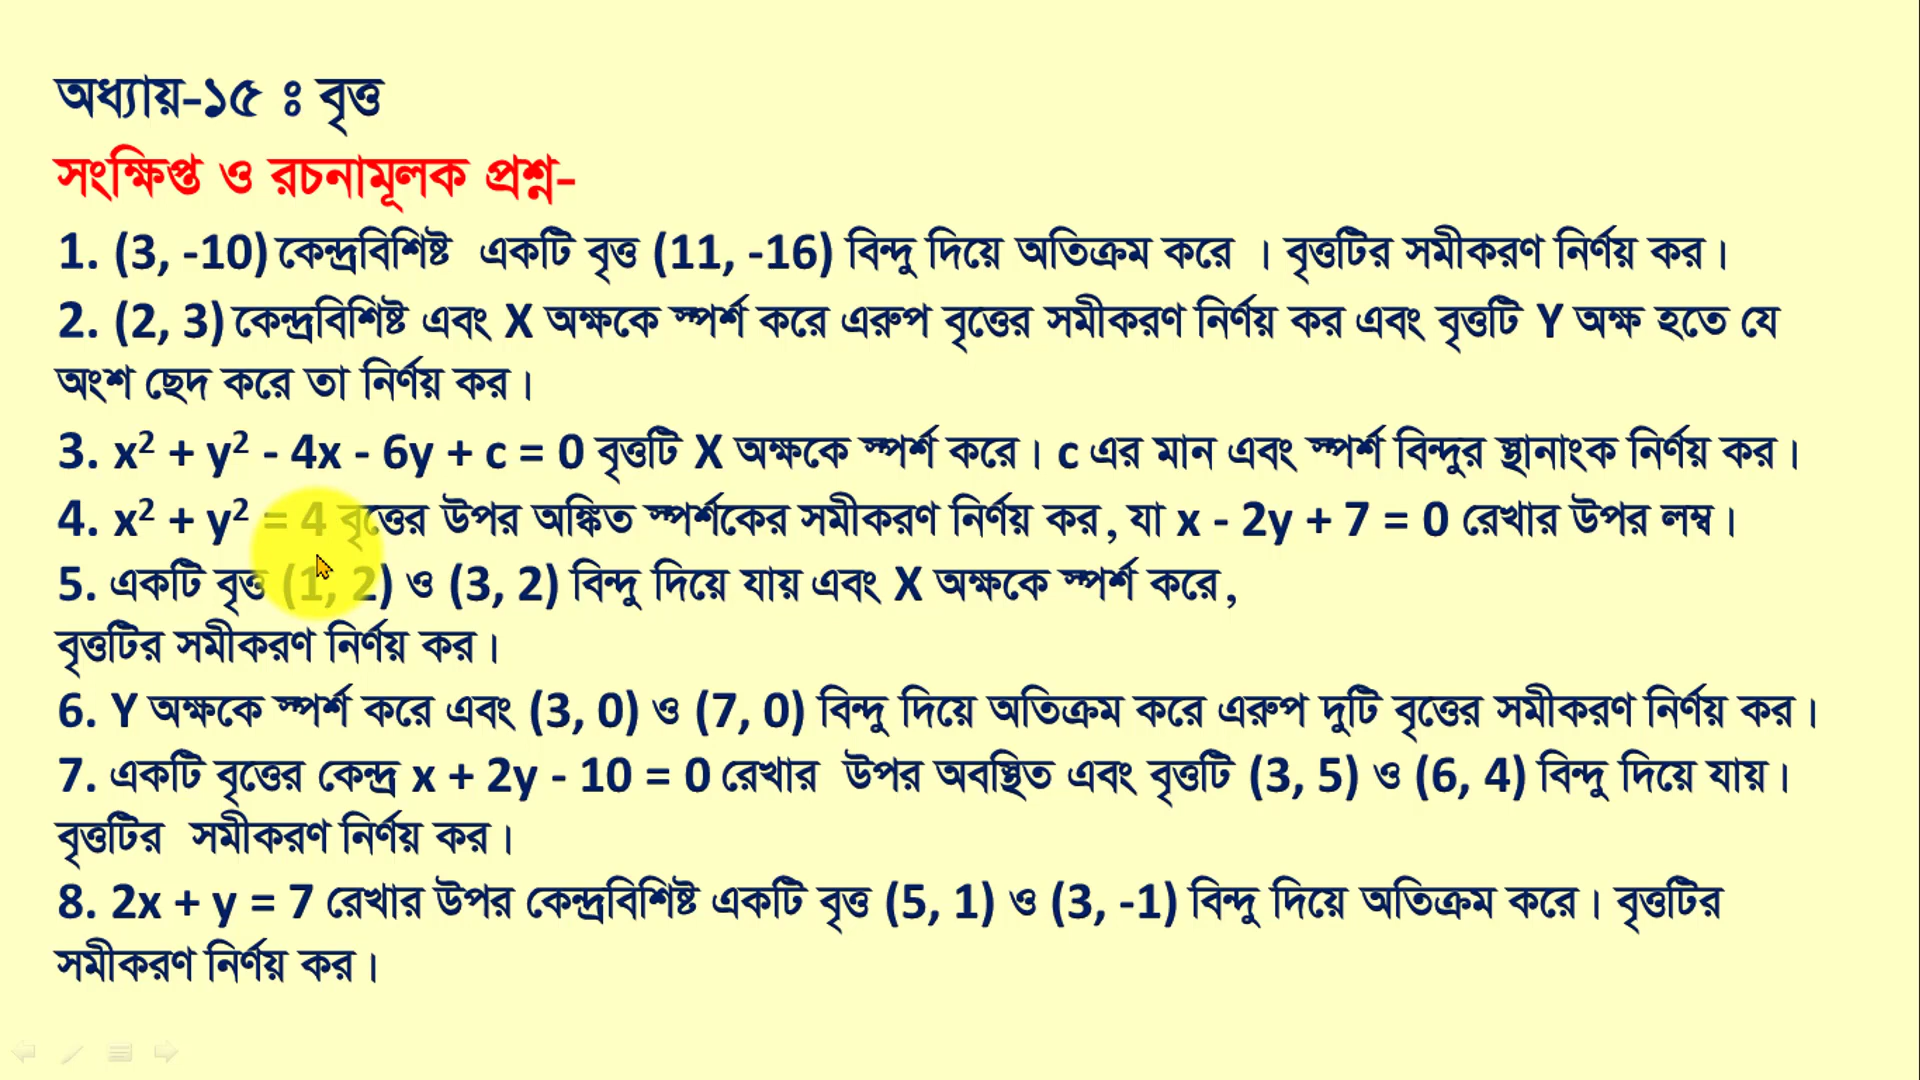 অধ্যায়-১৫ ঃ বৃত্ত
সংক্ষিপ্ত ও রচনামূলক প্রশ্ন-
1. (3, -10) কেন্দ্রবিশিষ্ট একটি বৃত্ত (11, -16) বিন্দু দিয়ে অতিক্রম করে । বৃত্তটির সমীকরণ নির্ণয় কর।
2. (2, 3) কেন্দ্রবিশিষ্ট এবং X অক্ষকে স্পর্শ করে এরুপ বৃত্তের সমীকরণ নির্ণয় কর এবং বৃত্তটি Y অক্ষ হতে যে
অংশ ছেদ করে তা নির্ণয় কর।
3. x² + y² - 4x - 6y + c = 0 বৃত্তটি X অক্ষকে স্পর্শ করে। c এর মান এবং স্পর্শ বিন্দুর স্থানাংক নির্ণয় কর।
4. x² + y² = 4 বৃত্তের উপর অঙ্কিত স্পর্শকের সমীকরণ নির্ণয় কর, যা x - 2y + 7 = 0 রেখার উপর লম্ব।
5. একটি বৃত্ত (1, 2) ও (3, 2) বিন্দু দিয়ে যায় এবং X অক্ষকে স্পর্শ করে,
বৃত্তটির সমীকরণ নির্ণয় কর।
6. Y অক্ষকে স্পর্শ করে এবং (3, 0) ও (7, 0) বিন্দু দিয়ে অতিক্রম করে এরুপ দুটি বৃত্তের সমীকরণ নির্ণয় কর।
7. একটি বৃত্তের কেন্দ্র x + 2y - 10 = 0 রেখার উপর অবস্থিত এবং বৃত্তটি (3, 5) ও (6, 4) বিন্দু দিয়ে যায়।
বৃত্তটির সমীকরণ নির্ণয় কর।
8. 2x + y = 7 রেখার উপর কেন্দ্রবিশিষ্ট একটি বৃত্ত (5, 1) ও (3, -1) বিন্দু দিয়ে অতিক্রম করে। বৃত্তটির
সমীকরণ নির্ণয় কর।